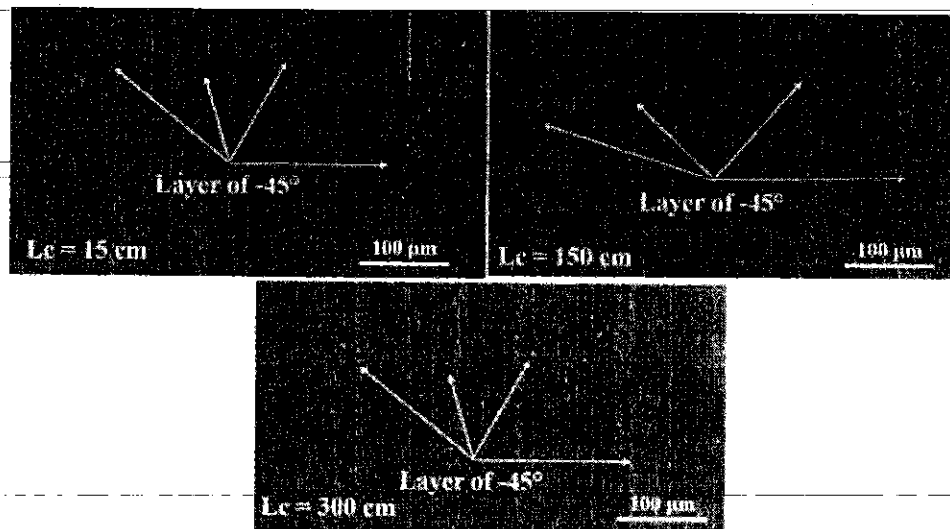 Layer of -45°
Lc = 15 cm
100 µm
Layer of -45°
Lc = 150 cm
100 µm
Layer of -45°
Lc = 300 cm
100 µm